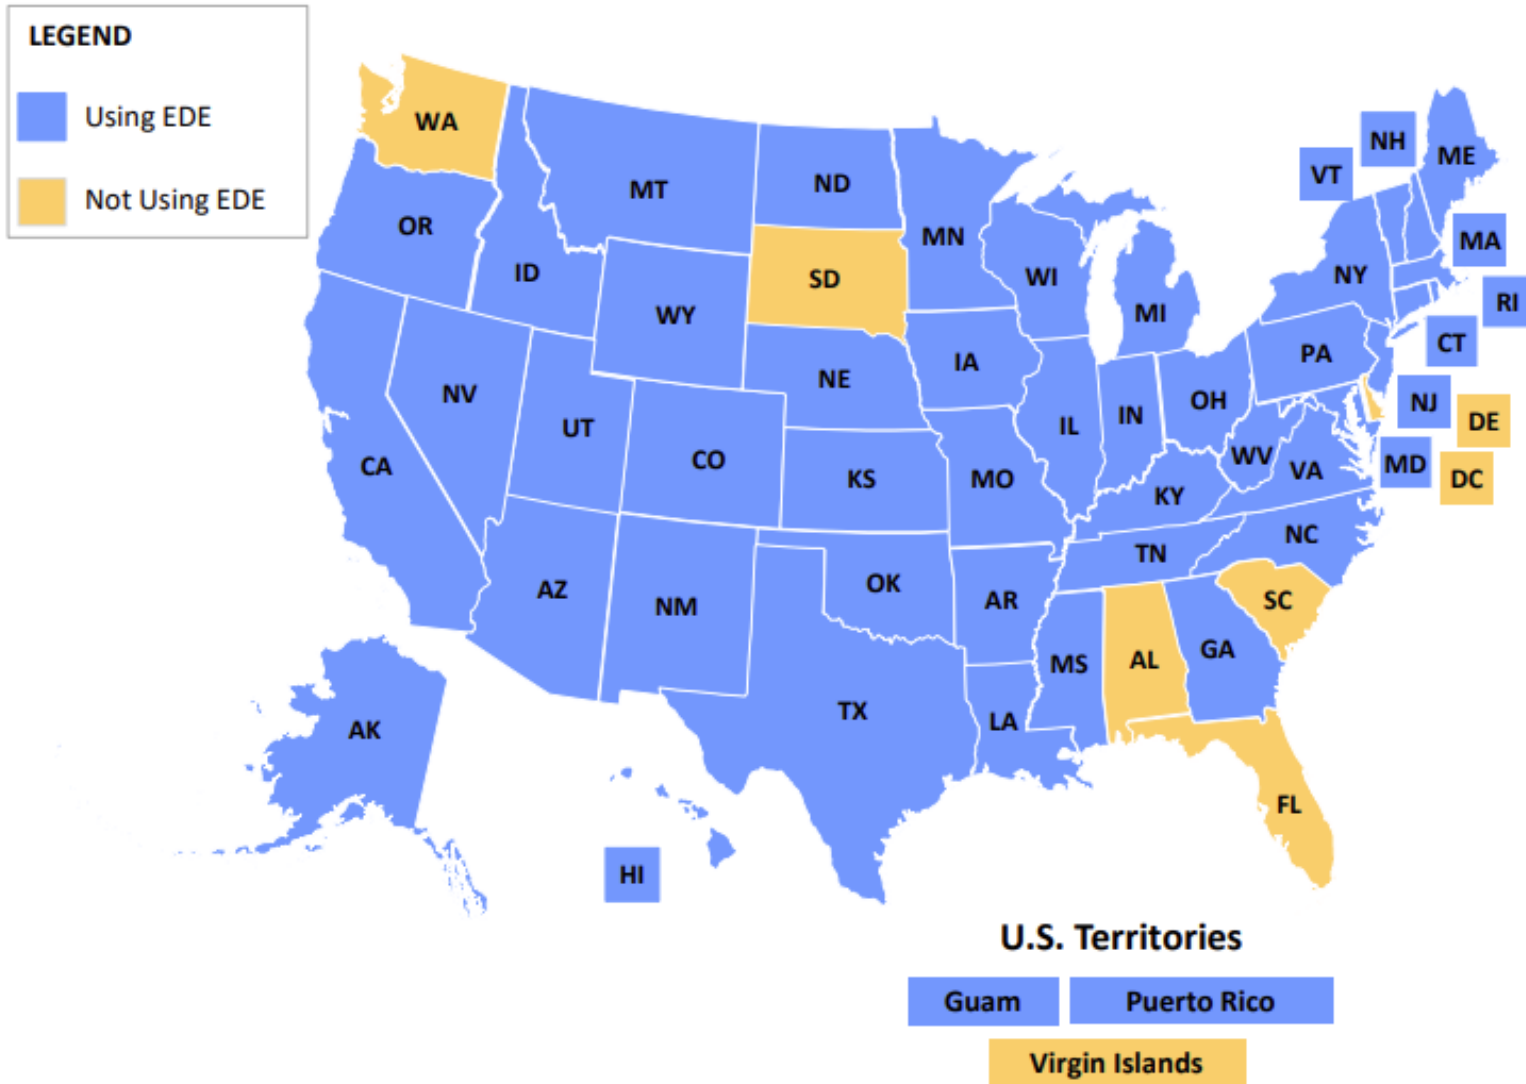 LEGEND
Using EDE
Not Using EDE
WA
OR
MT
ND
MN
ID
SD
WY
WI
MI
NY
VT
NH
ME
MA
RI
CT
PA
NJ
DE
MD
DC
IA
NE
NV
UT
CO
CA
KS
MO
IL
IN
OH
WV
VA
KY
NC
TN
AZ
NM
OK
AR
SC
MS
AL
GA
TX
LA
FL
AK
HI
U.S. Territories
Guam
Puerto Rico
Virgin Islands